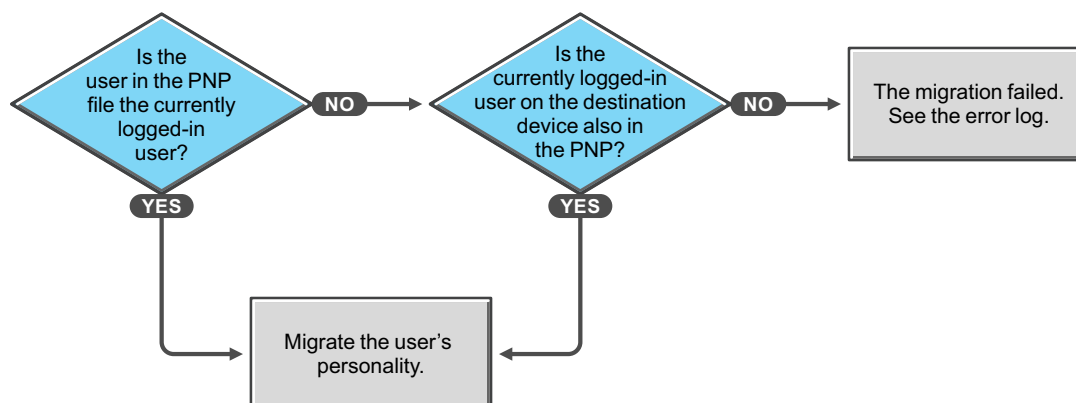 Is the
user in the PNP
file the currently
logged-in
user?
NO
Is the
currently logged-in
user on the destination
device also in
the PNP?
NO
The migration failed.
See the error log.
YES
YES
Migrate the user's
personality.